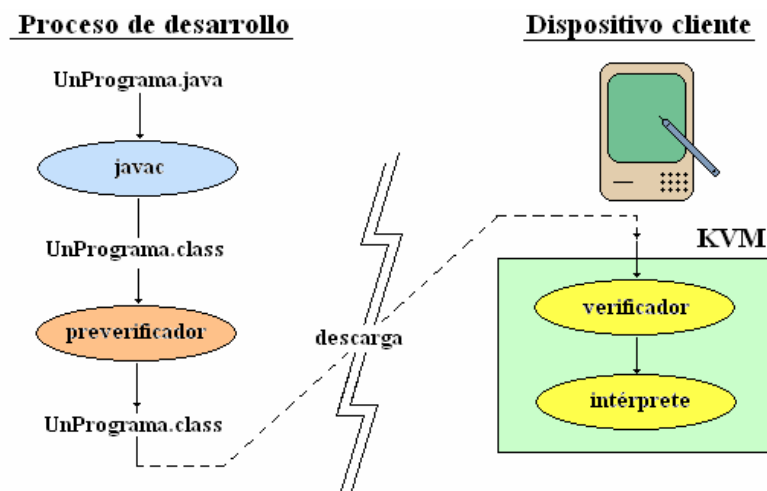 Proceso de desarrollo
UnPrograma.java
javac
UnPrograma.class
preverificador
UnPrograma.class
descarga
Dispositivo cliente
KVM
verificador
intérprete